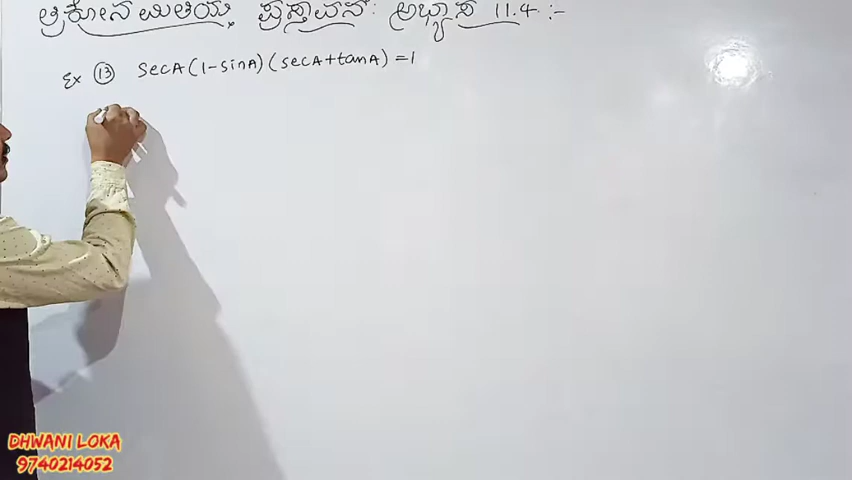 ತ್ರಿಕೋನಮಿತಿಯ ಪ್ರಸ್ತಾವನೆ: ಅಭ್ಯಾಸ 11.4 :-
Ex 13 SecA(1-sinA)(secA+tanA)=1
DHWANI LOKA
9740214052